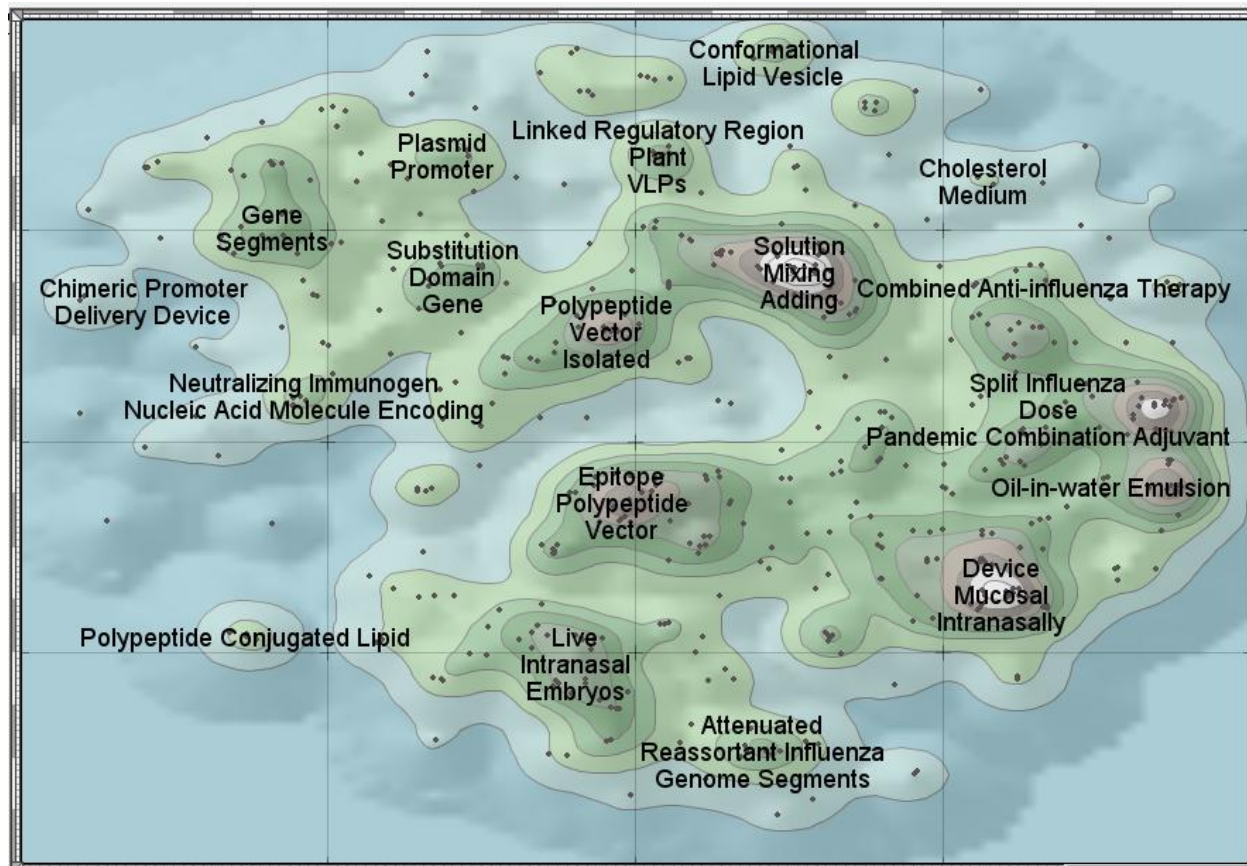 Conformational
Lipid Vesicle
Linked Regulatory Region
Plasmid
Promoter
Plant
VLPs
Cholesterol
Medium
Gene
Segments
Substitution
Domain
Gene
Solution
Mixing
Adding
Chimeric Promoter
Delivery Device
Combined Anti-influenza Therapy
Polypeptide
Vector
Isolated
Neutralizing Immunogen
Nucleic Acid Molecule Encoding
Split Influenza
Dose
Pandemic Combination Adjuvant
Epitope
Polypeptide
Vector
Oil-in-water Emulsion
Device
Mucosal
Intranasally
Polypeptide Conjugated Lipid
Live
Intranasal
Embryos
Attenuated
Reassortant Influenza
Genome Segments